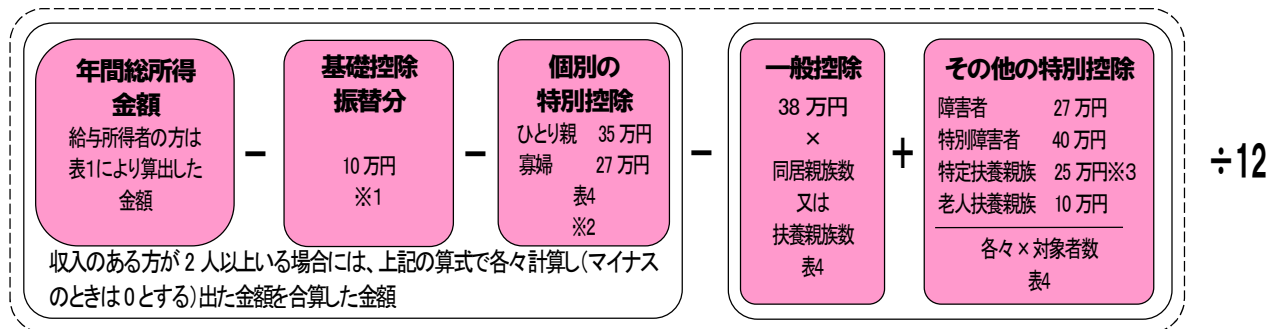 年間総所得
金額
給与所得者の方は
表1により算出した
金額
−
基礎控除
振替分
10万円
※1
−
個別の
特別控除
ひとり親 35万円
寡婦 27万円
表4
※2
収入のある方が2人以上いる場合には、上記の算式で各々計算し(マイナス
のときは0とする)出た金額を合算した金額
−
一般控除
38万円
×
同居親族数
又は
扶養親族数
表4
+
その他の特別控除
障害者 27万円
特別障害者 40万円
特定扶養親族 25万円※3
老人扶養親族 10万円
各々×対象者数
表4
÷12